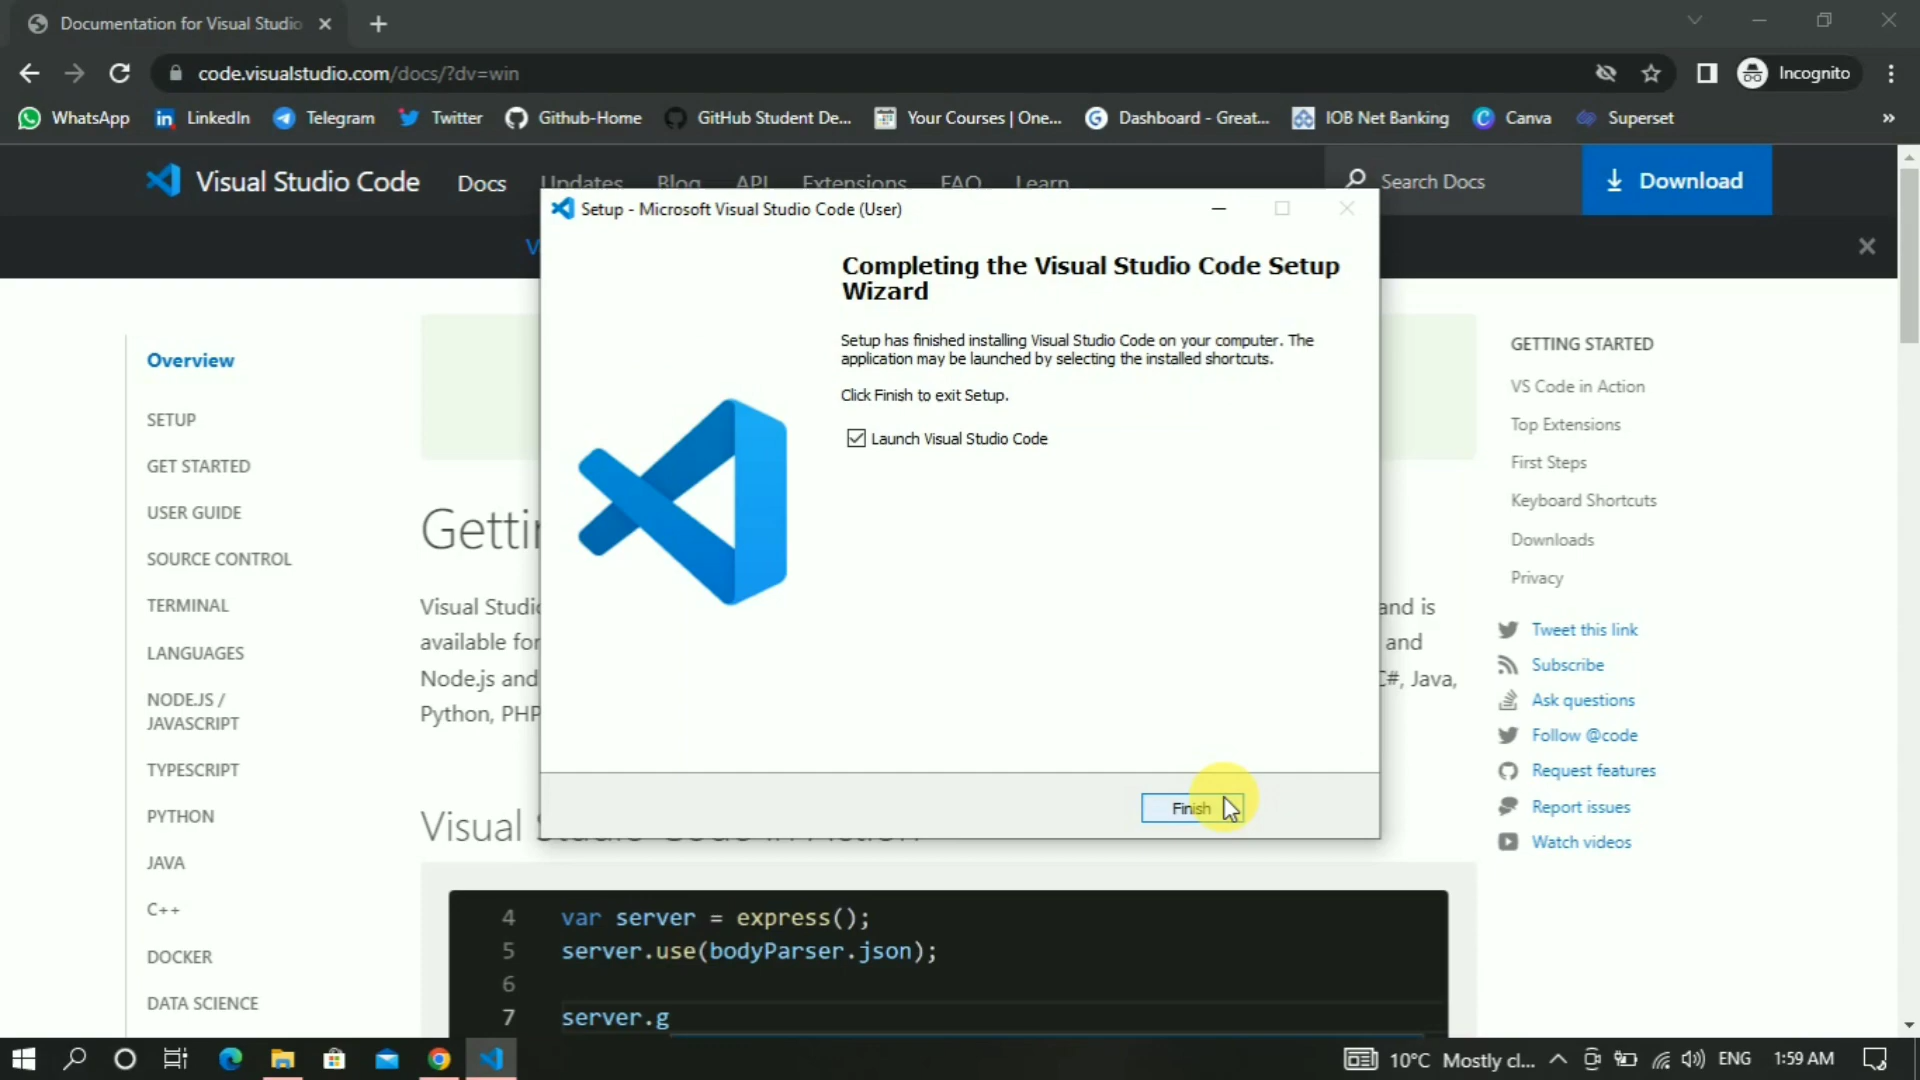 Documentation for Visual Studio
code.visualstudio.com/docs/?dv=win
Incognito
WhatsApp
LinkedIn
Telegram
Twitter
Github-Home
GitHub Student De...
Your Courses | One...
Dashboard - Great...
IOB Net Banking
Canva
Superset
»
Visual Studio Code
Docs
Updates
Blog
API
Extensions
FAQ
Learn
Search Docs
Download
Setup - Microsoft Visual Studio Code (User)
Completing the Visual Studio Code Setup
Wizard
Setup has finished installing Visual Studio Code on your computer. The
application may be launched by selecting the installed shortcuts.
Click Finish to exit Setup.
Launch Visual Studio Code
Finish
Overview
SETUP
GET STARTED
USER GUIDE
SOURCE CONTROL
TERMINAL
LANGUAGES
NODE.JS /
JAVASCRIPT
TYPESCRIPT
PYTHON
JAVA
C++
DOCKER
DATA SCIENCE
Getti
Visual Studi and is
available for and
Node.js and C#, Java,
Python, PHP
Visual Studio Code in Action
4 var server = express();
5 server.use(bodyParser.json);
6
7 server.g
GETTING STARTED
VS Code in Action
Top Extensions
First Steps
Keyboard Shortcuts
Downloads
Privacy
Tweet this link
Subscribe
Ask questions
Follow @code
Request features
Report issues
Watch videos
10°C Mostly cl...
ENG
1:59 AM